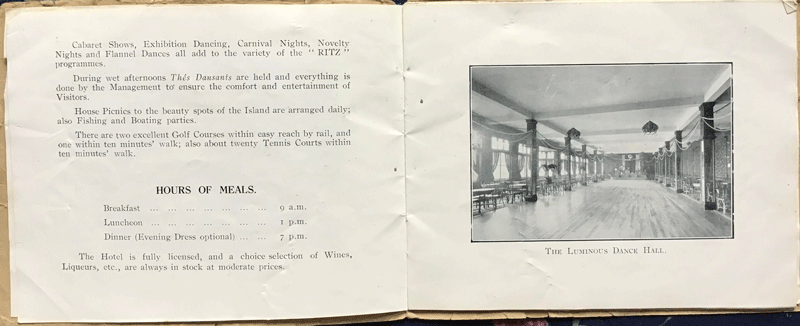 Cabaret Shows, Exhibition Dancing, Carnival Nights, Novelty
Nights and Flannel Dances all add to the variety of the "RITZ"
programmes.
During wet afternoons Thés Dansants are held and everything is
done by the Management to ensure the comfort and entertainment of
Visitors.
House Picnics to the beauty spots of the Island are arranged daily;
also Fishing and Boating parties.
There are two excellent Golf Courses within easy reach by rail, and
one within ten minutes' walk; also about twenty Tennis Courts within
ten minutes' walk.
HOURS OF MEALS.
Breakfast ... ... ... ... ... ... ... 9 a.m.
Luncheon ... ... ... ... ... ... ... 1 p.m.
Dinner (Evening Dress optional) ... ... 7 p.m.
The Hotel is fully licensed, and a choice selection of Wines,
Liqueurs, etc., are always in stock at moderate prices.
The Luminous Dance Hall.